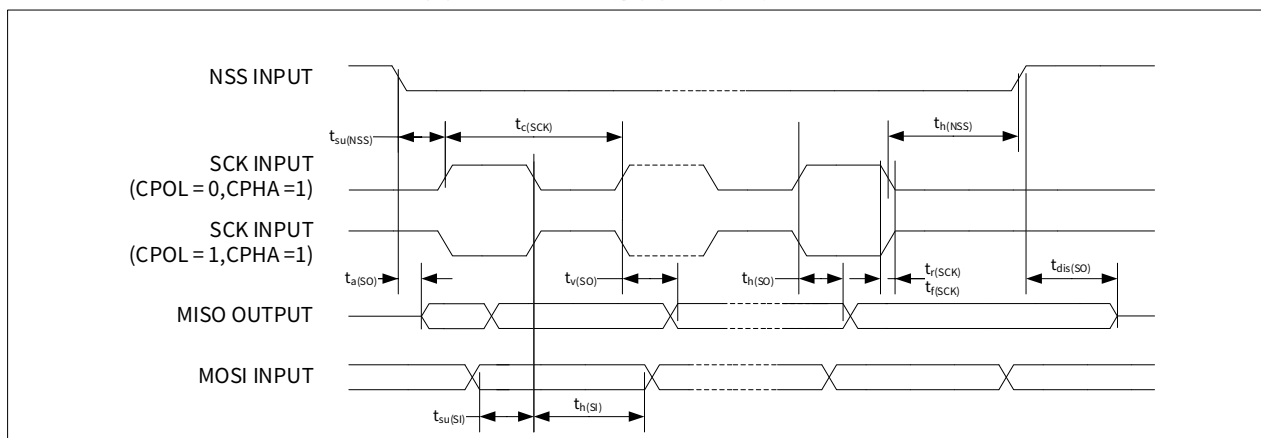 NSS INPUT
tsu(NSS)
tc(SCK)
th(NSS)
SCK INPUT
(CPOL = 0,CPHA =1)
SCK INPUT
(CPOL = 1,CPHA =1)
ta(SO)
tv(SO)
th(SO)
tr(SCK)
tf(SCK)
tdis(SO)
MISO OUTPUT
MOSI INPUT
tsu(SI)
th(SI)